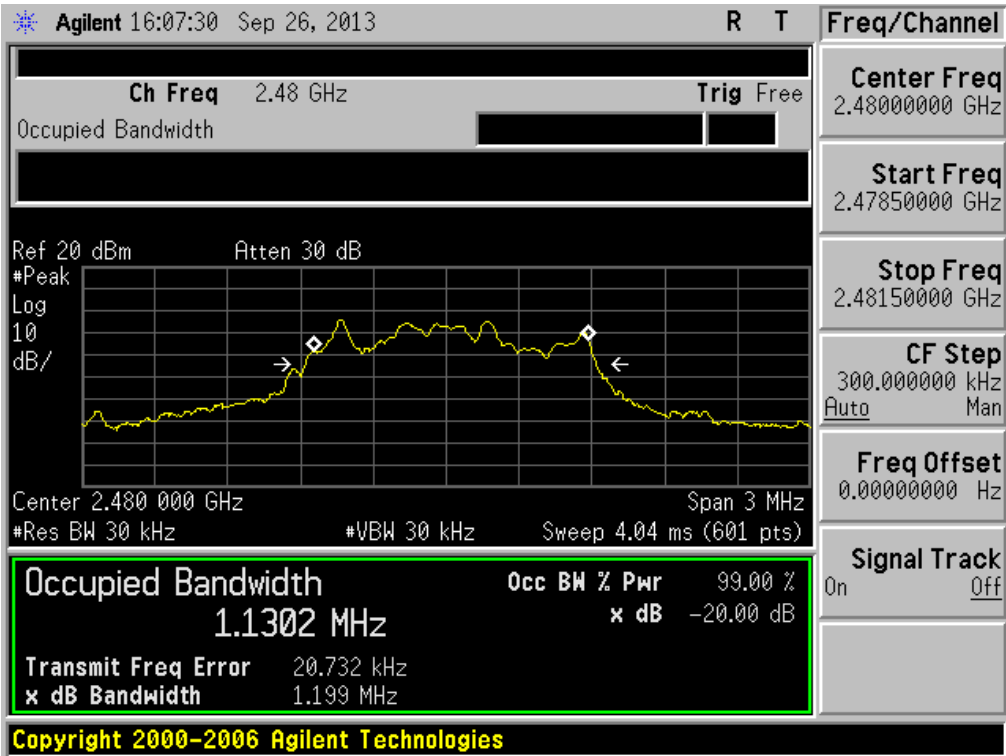 Agilent 16:07:30 Sep 26, 2013 R T Freq/Channel
Ch Freq 2.48 GHz Trig Free
Occupied Bandwidth
Center Freq
2.48000000 GHz
Start Freq
2.47850000 GHz
Stop Freq
2.48150000 GHz
CF Step
300.000000 kHz
Auto Man
Freq Offset
0.00000000 Hz
Signal Track
On Off
Ref 20 dBm Atten 30 dB
#Peak
Log
10
dB/
Center 2.480 000 GHz Span 3 MHz
#Res BW 30 kHz #VBW 30 kHz Sweep 4.04 ms (601 pts)
Occupied Bandwidth Occ BW % Pwr 99.00 %
1.1302 MHz x dB -20.00 dB
Transmit Freq Error 20.732 kHz
x dB Bandwidth 1.199 MHz
Copyright 2000-2006 Agilent Technologies